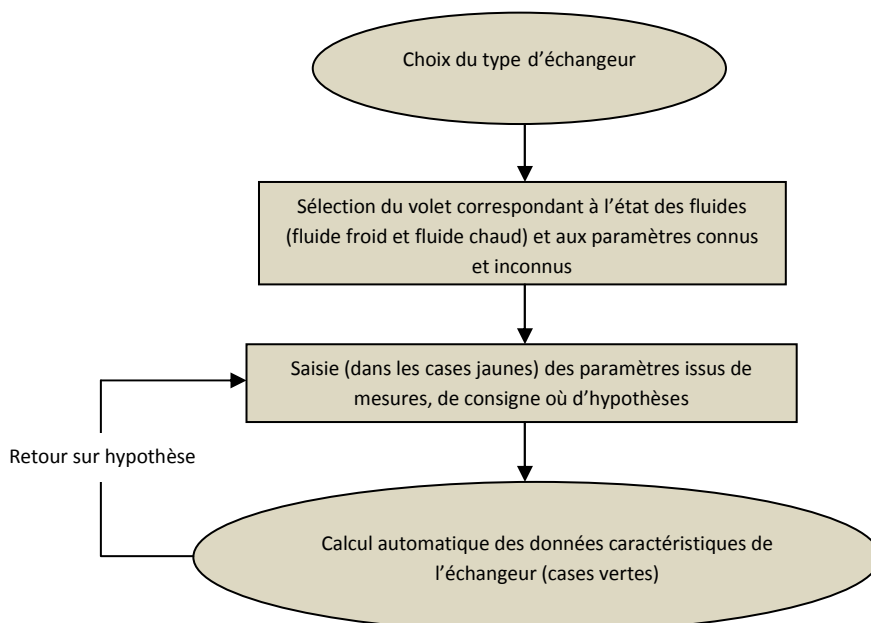 Choix du type d’échangeur
Sélection du volet correspondant à l’état des fluides
(fluide froid et fluide chaud) et aux paramètres connus
et inconnus
Saisie (dans les cases jaunes) des paramètres issus de
mesures, de consigne où d’hypothèses
Retour sur hypothèse
Calcul automatique des données caractéristiques de
l’échangeur (cases vertes)